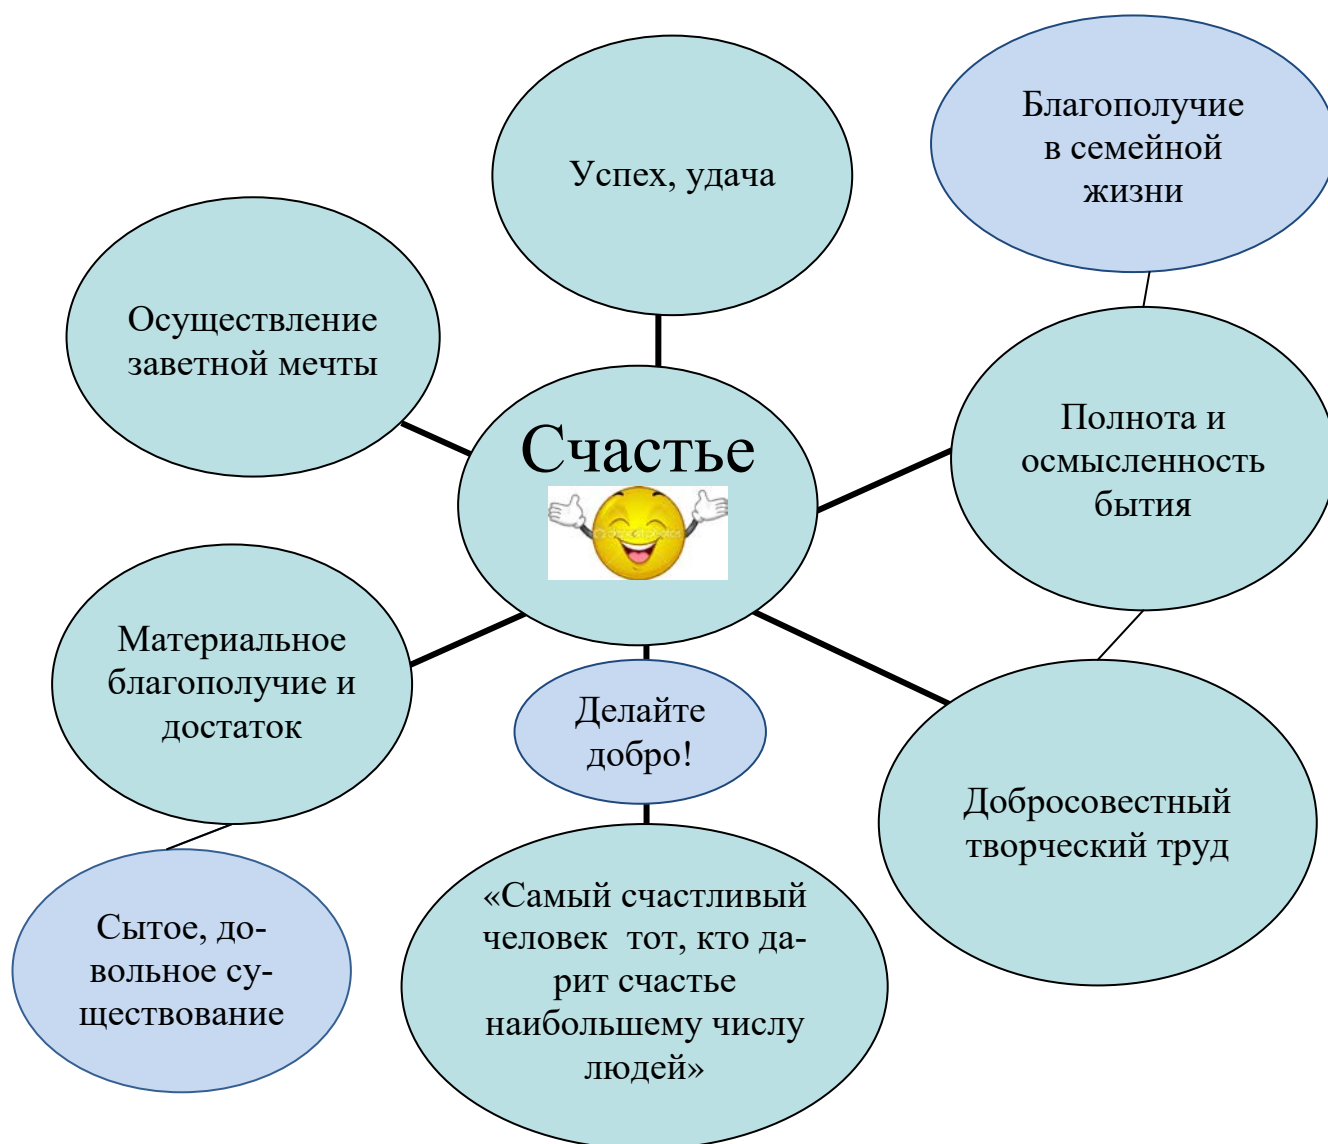 Благополучие
в семейной
жизни
Успех, удача
Осуществление
заветной мечты
Счастье
Полнота и
осмысленность
бытия
Материальное
благополучие и
достаток
Делайте
добро!
Добросовестный
творческий труд
Сытое, до-
вольное су-
ществование
«Самый счастливый
человек тот, кто да-
рит счастье
наибольшему числу
людей»